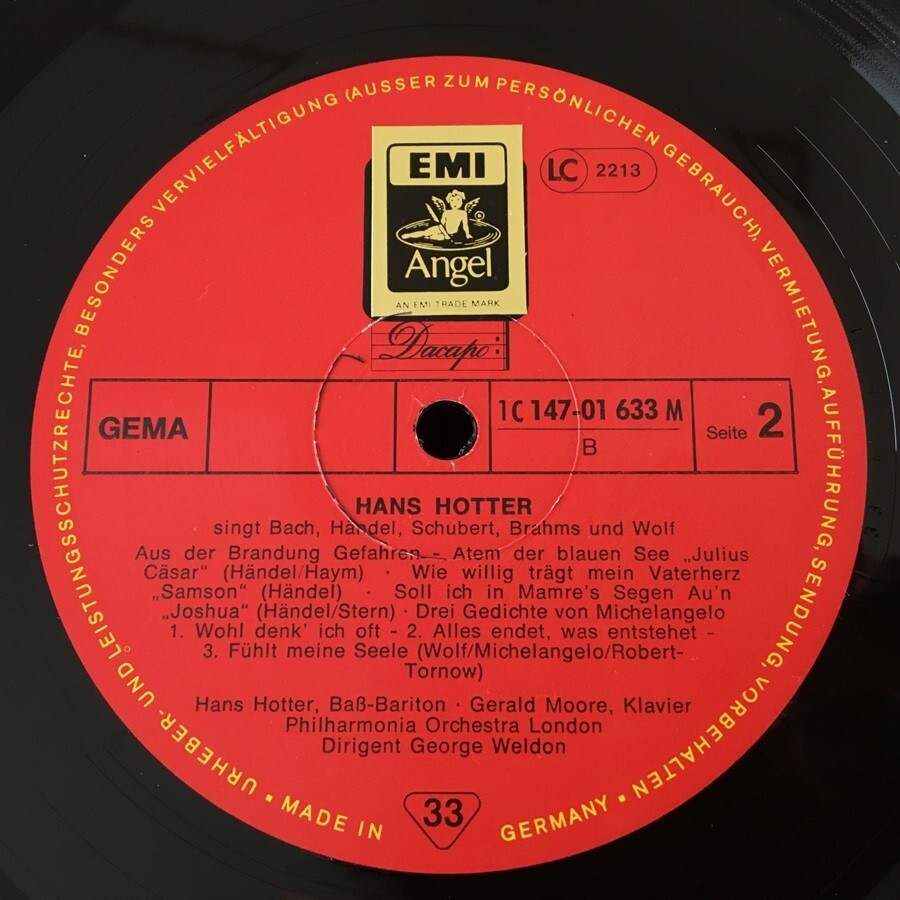 URHEBER- UND LEISTUNGSSCHUTZRECHTE, BESONDERS VERVIELFÄLTIGUNG (AUSSER ZUM PERSÖNLICHEN GEBRAUCH), VERMIETUNG, AUFFÜHRUNG, SENDUNG, VORBEHALTEN ▪
EMI
Angel
AN EMI TRADE MARK
LC 2213
Dacapo
GEMA
1C 147-01 633 M
B
Seite 2
HANS HOTTER
singt Bach, Händel, Schubert, Brahms und Wolf
Aus der Brandung Gefahren - Atem der blauen See „Julius
Cäsar“ (Händel/Haym) · Wie willig trägt mein Vaterherz
„Samson“ (Händel) · Soll ich in Mamre's Segen Au'n
„Joshua“ (Händel/Stern) · Drei Gedichte von Michelangelo
1. Wohl denk' ich oft - 2. Alles endet, was entstehet -
3. Fühlt meine Seele (Wolf/Michelangelo/Robert-
Tornow)
Hans Hotter, Baß-Bariton · Gerald Moore, Klavier
Philharmonia Orchestra London
Dirigent George Weldon
33
▪ MADE IN GERMANY